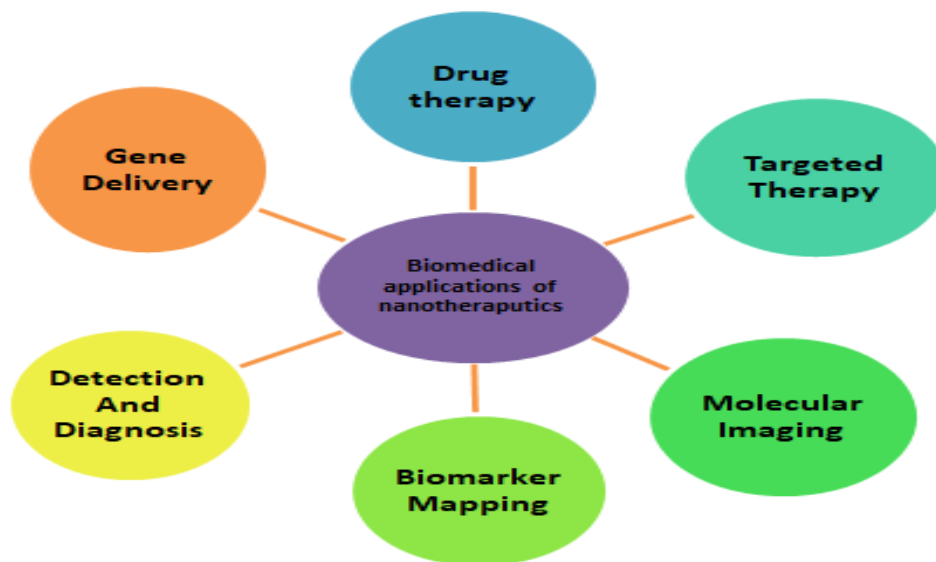 Drug
therapy
Gene
Delivery
Targeted
Therapy
Biomedical
applications of
nanotheraputics
Detection
And
Diagnosis
Molecular
Imaging
Biomarker
Mapping